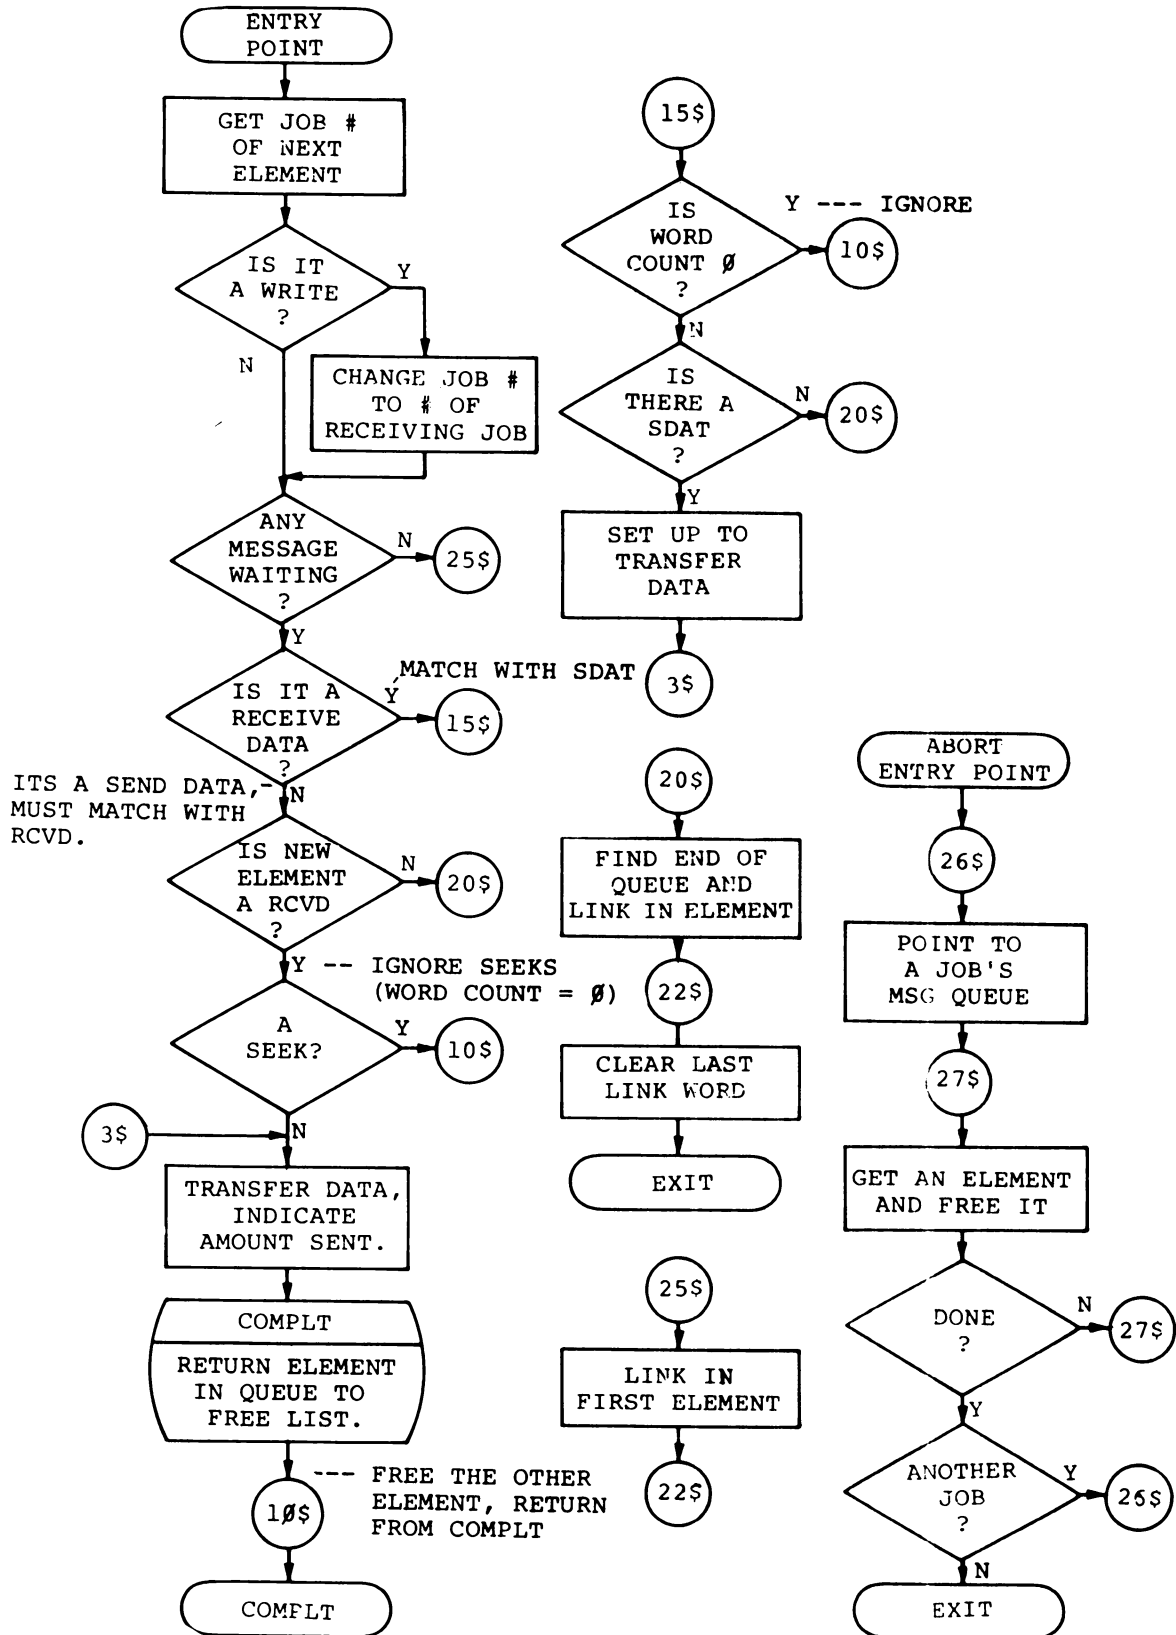 ENTRY
POINT
GET JOB #
OF NEXT
ELEMENT
IS IT
A WRITE
?
Y
N
CHANGE JOB #
TO # OF
RECEIVING JOB
ANY
MESSAGE
WAITING
?
N
25$
Y
IS IT A
RECEIVE
DATA
?
Y
MATCH WITH SDAT
15$
ITS A SEND DATA,
MUST MATCH WITH
RCVD.
N
IS NEW
ELEMENT
A RCVD
?
N
20$
Y -- IGNORE SEEKS
(WORD COUNT = Ø)
A
SEEK?
Y
10$
N
3$
TRANSFER DATA,
INDICATE
AMOUNT SENT.
COMPLT
RETURN ELEMENT
IN QUEUE TO
FREE LIST.
--- FREE THE OTHER
ELEMENT, RETURN
FROM COMPLT
1Ø$
COMPLT
15$
IS
WORD
COUNT Ø
?
Y --- IGNORE
10$
N
IS
THERE A
SDAT
?
N
20$
Y
SET UP TO
TRANSFER
DATA
3$
20$
FIND END OF
QUEUE AND
LINK IN ELEMENT
22$
CLEAR LAST
LINK WORD
EXIT
25$
LINK IN
FIRST ELEMENT
22$
ABORT
ENTRY POINT
26$
POINT TO
A JOB'S
MSG QUEUE
27$
GET AN ELEMENT
AND FREE IT
DONE
?
N
27$
Y
ANOTHER
JOB
?
Y
26$
N
EXIT